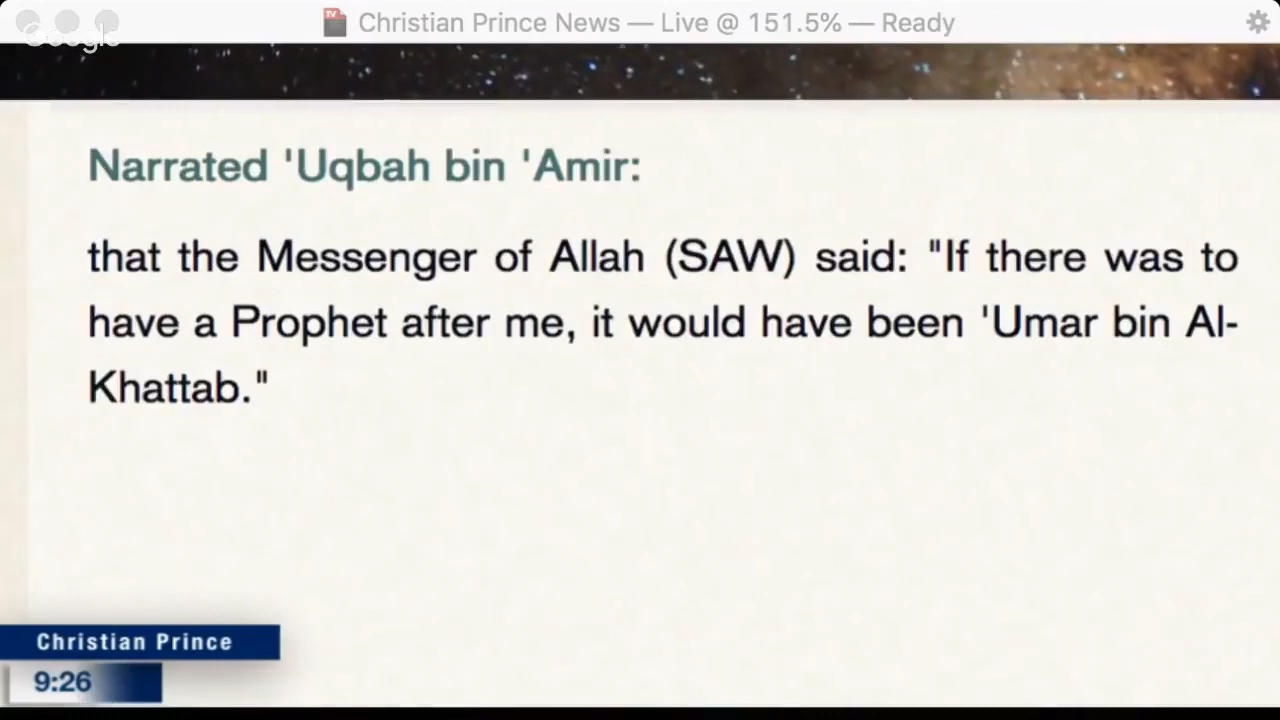 Christian Prince News — Live @ 151.5% — Ready
Google
Narrated 'Uqbah bin 'Amir:
that the Messenger of Allah (SAW) said: "If there was to
have a Prophet after me, it would have been 'Umar bin Al-
Khattab."
Christian Prince
9:26